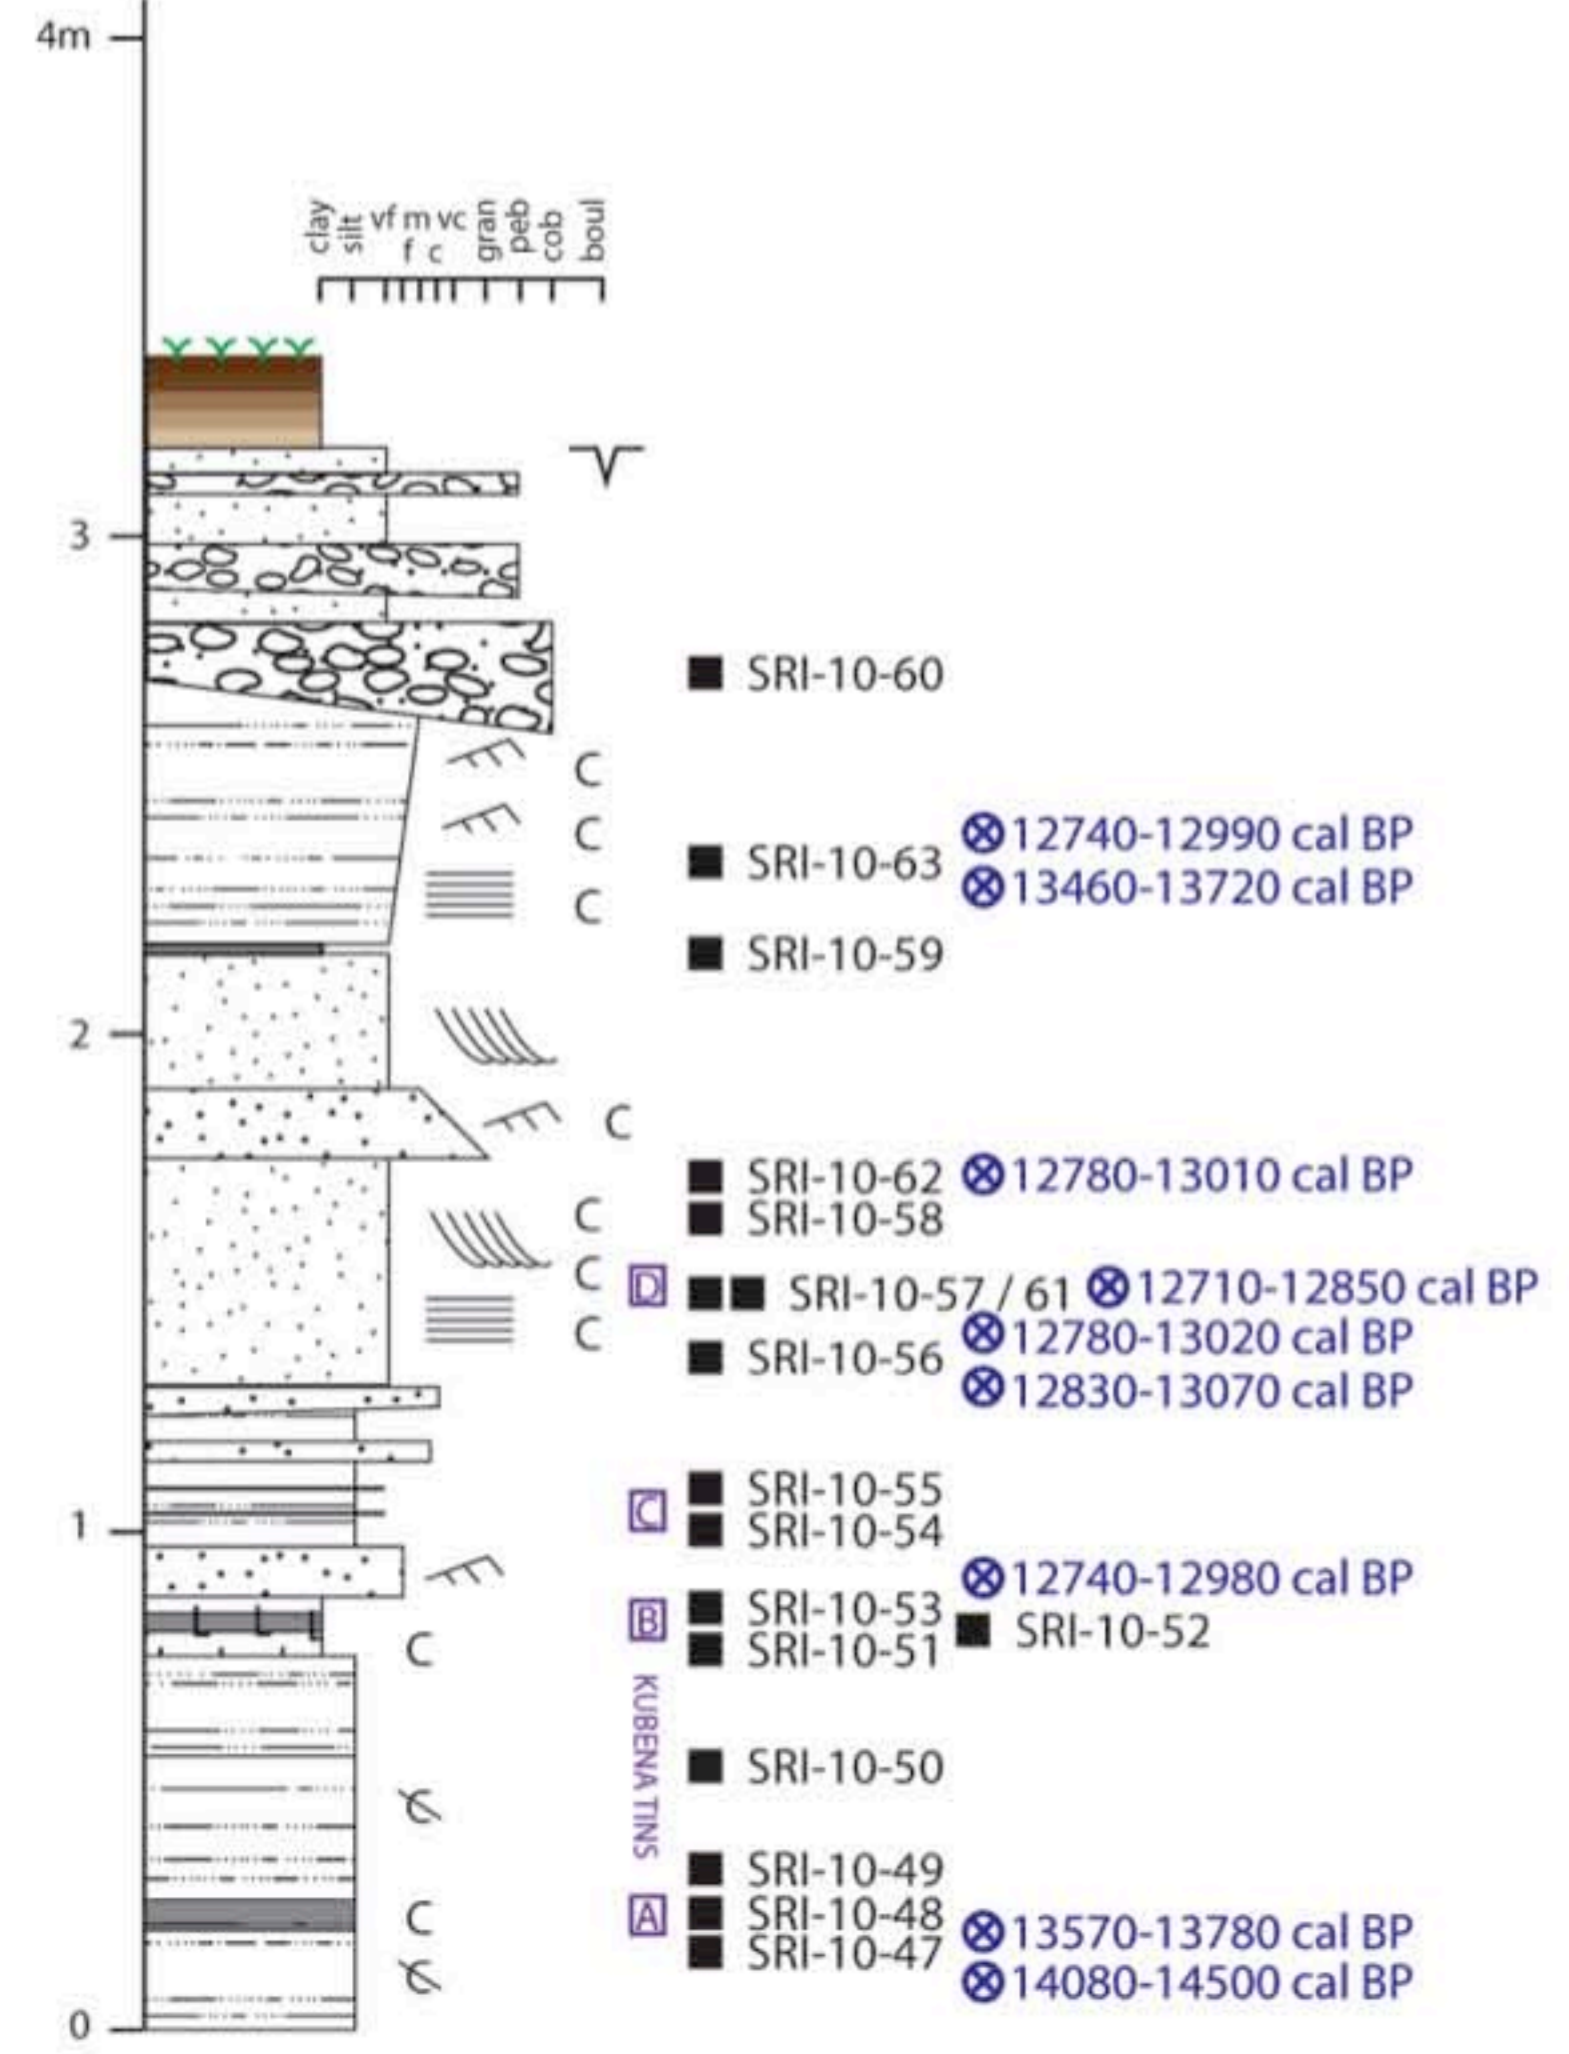 4m
clay silt vf f m c vc gran peb cob boul
3
SRI-10-60
C
C
12740-12990 cal BP
SRI-10-63
13460-13720 cal BP
C
SRI-10-59
2
C
SRI-10-62 12780-13010 cal BP
C
SRI-10-58
C
D SRI-10-57 / 61 12710-12850 cal BP
C
12780-13020 cal BP
SRI-10-56
12830-13070 cal BP
SRI-10-55
C
1
SRI-10-54
12740-12980 cal BP
SRI-10-53
B
SRI-10-52
C
SRI-10-51
KUBENA TINS
SRI-10-50
C
SRI-10-49
C
A SRI-10-48
13570-13780 cal BP
SRI-10-47
C
14080-14500 cal BP
0